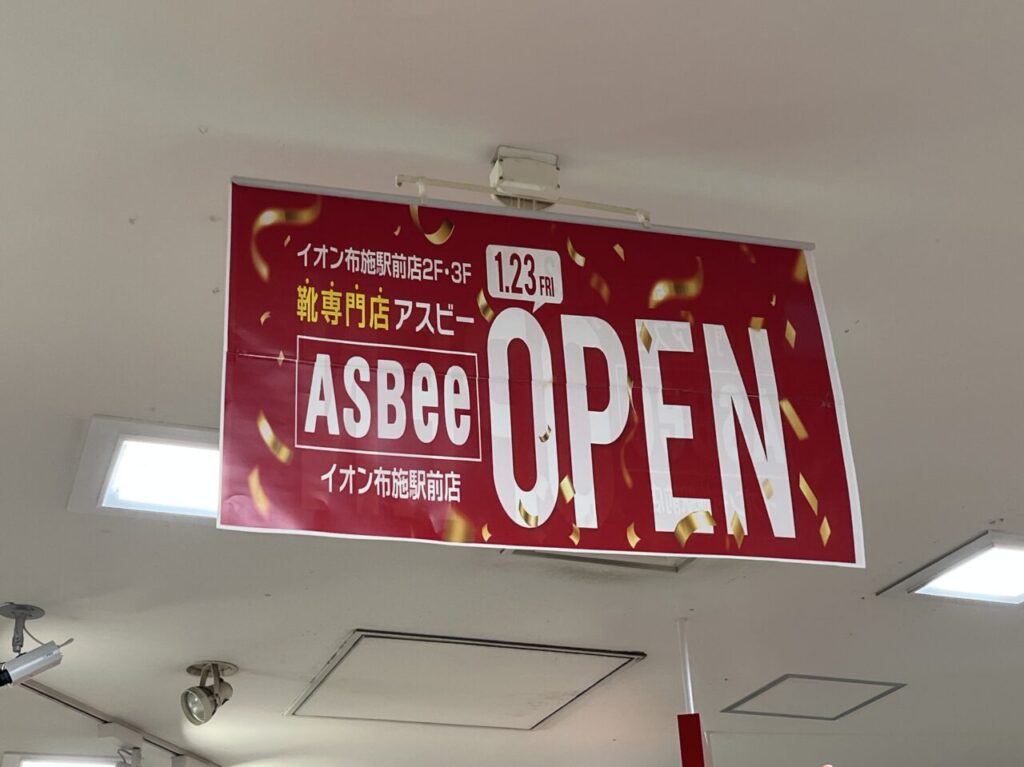 イオン布施駅前店2F・3F
靴専門店アスビー
ASBee
イオン布施駅前店
1.23 FRI
OPEN